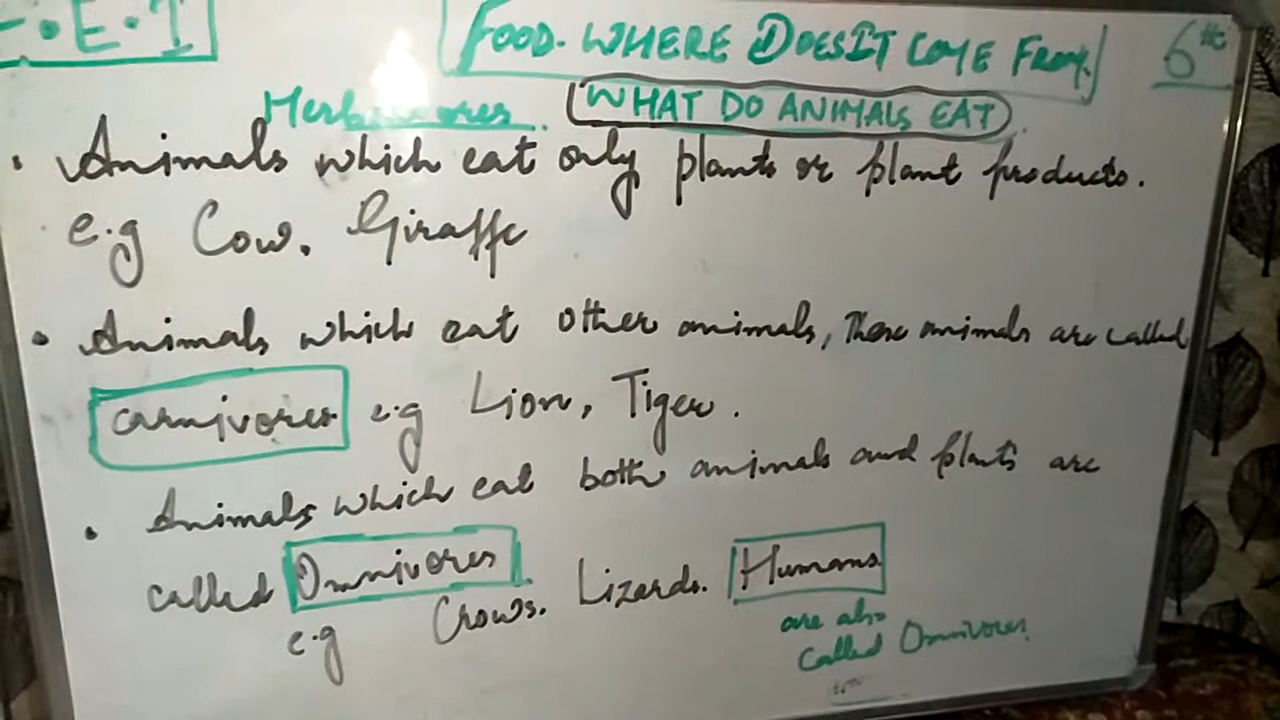 .E.I
FOOD. WHERE DOES IT COME FROM.
6th
Herbivores.
WHAT DO ANIMALS EAT
• Animals which eat only plants or plant products.
e.g Cow. Giraffe
• Animals which eat other animals, These animals are called
carnivores e.g Lion, Tiger.
• Animals which eat both animals and plants are
called Omnivores
e.g Crows. Lizards. Humans
are also
called Omnivores.